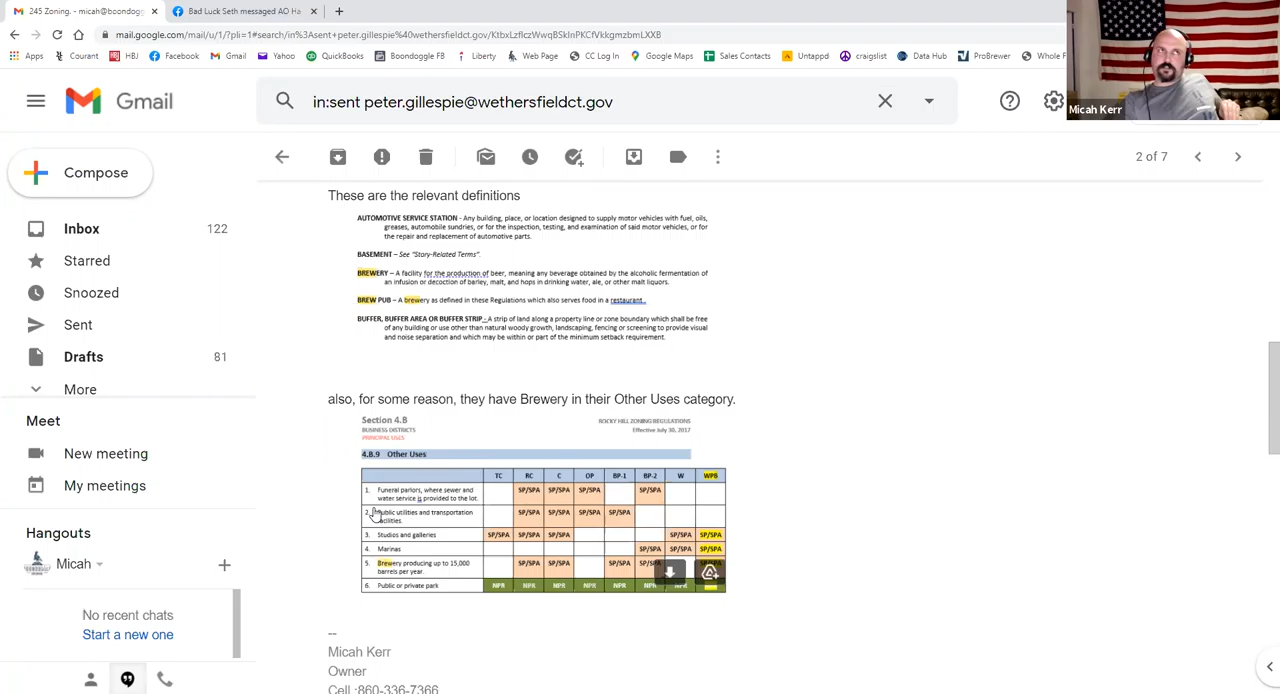 245 Zoning. - micah@boondogg
Bad Luck Seth messaged AO Ha
mail.google.com/mail/u/1/?pli=1#search/in%3Asent+peter.gillespie%40wethersfieldct.gov/
Apps
Courant
HBJ
Facebook
Gmail
Yahoo
QuickBooks
Boondoggle FB
Liberty
Web Page
CC Log In
Google Maps
Sales Contacts
Untappd
craigslist
Data Hub
ProBrewer
Whole F
Micah Kerr
Gmail
in:sent peter.gillespie@wethersfieldct.gov
Compose
2 of 7
Inbox 122
Starred
Snoozed
Sent
Drafts 81
More
Meet
New meeting
My meetings
Hangouts
Micah
No recent chats
Start a new one
These are the relevant definitions
AUTOMOTIVE SERVICE STATION - Any building, place, or location designed to supply motor vehicles with fuel, oils,
greases, automobile sundries, or for the inspection, testing, and examination of said motor vehicles, or for
the repair and replacement of automotive parts.
BASEMENT – See "Story-Related Terms".
BREWERY – A facility for the production of beer, meaning any beverage obtained by the alcoholic fermentation of
an infusion or decoction of barley, malt, and hops in drinking water, ale, or other malt liquors.
BREW PUB – A brewery as defined in these Regulations which also serves food in a restaurant.
BUFFER, BUFFER AREA OR BUFFER STRIP - A strip of land along a property line or zone boundary which shall be free
of any building or use other than natural woody growth, landscaping, fencing or screening to provide visual
and noise separation and which may be within or part of the minimum setback requirement.
also, for some reason, they have Brewery in their Other Uses category.
Section 4.B
BUSINESS DISTRICTS
PRINCIPAL USES
ROCKY HILL ZONING REGULATIONS
Effective July 30, 2017
4.B.9 Other Uses
TC RC C OP BP-1 BP-2 W WPB
1. Funeral parlors, where sewer and
water service is provided to the lot. SP/SPA SP/SPA SP/SPA SP/SPA
2. Public utilities and transportation
facilities SP/SPA SP/SPA SP/SPA SP/SPA
3. Studios and galleries SP/SPA SP/SPA SP/SPA SP/SPA SP/SPA
4. Marinas SP/SPA SP/SPA SP/SPA
5. Brewery producing up to 15,000
barrels per year. SP/SPA SP/SPA SP/SPA SP/SPA
6. Public or private park NPR NPR NPR NPR NPR NPR NPR
--
Micah Kerr
Owner
Cell :860-336-7366